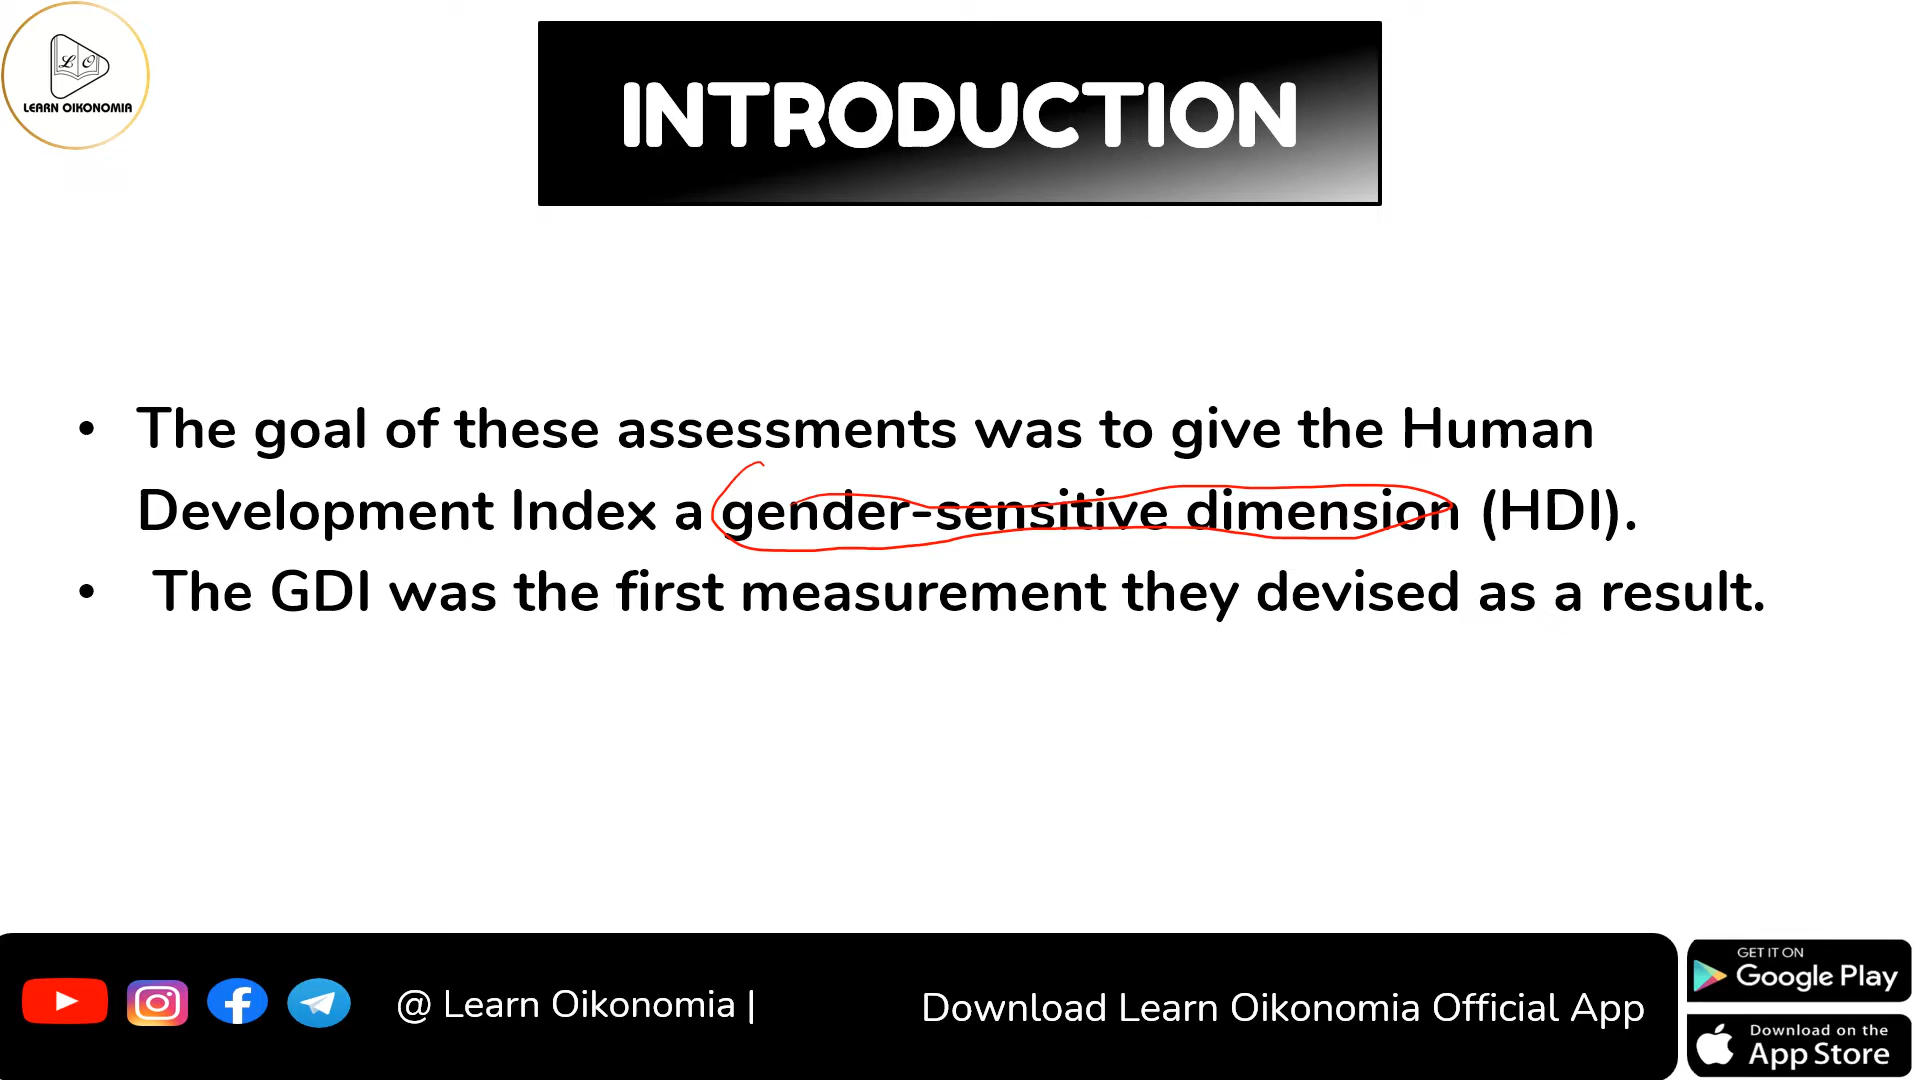 L O
LEARN OIKONOMIA
INTRODUCTION
• The goal of these assessments was to give the Human
Development Index a gender-sensitive dimension (HDI).
• The GDI was the first measurement they devised as a result.
@ Learn Oikonomia |
Download Learn Oikonomia Official App
GET IT ON
Google Play
Download on the
App Store